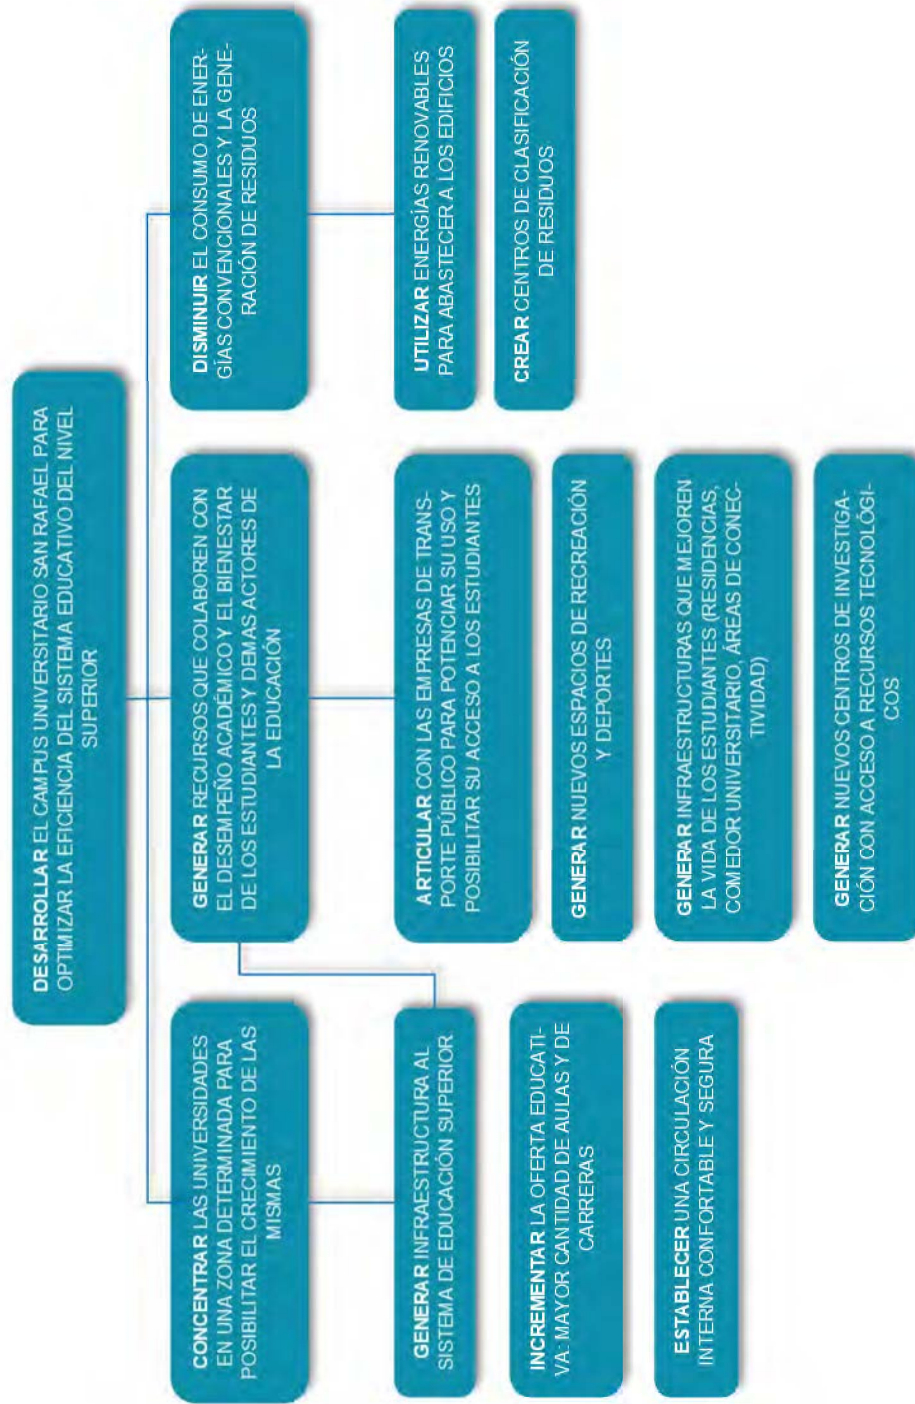 DESARROLLAR EL CAMPUS UNIVERSITARIO SAN RAFAEL PARA
OPTIMIZAR LA EFICIENCIA DEL SISTEMA EDUCATIVO DEL NIVEL
SUPERIOR
CONCENTRAR LAS UNIVERSIDADES
EN UNA ZONA DETERMINADA PARA
POSIBILITAR EL CRECIMIENTO DE LAS
MISMAS
GENERAR INFRAESTRUCTURA AL
SISTEMA DE EDUCACIÓN SUPERIOR
INCREMENTAR LA OFERTA EDUCATI-
VA: MAYOR CANTIDAD DE AULAS Y DE
CARRERAS
ESTABLECER UNA CIRCULACIÓN
INTERNA CONFORTABLE Y SEGURA
GENERAR RECURSOS QUE COLABOREN CON
EL DESEMPEÑO ACADÉMICO Y EL BIENESTAR
DE LOS ESTUDIANTES Y DEMAS ACTORES DE
LA EDUCACIÓN
ARTICULAR CON LAS EMPRESAS DE TRANS-
PORTE PÚBLICO PARA POTENCIAR SU USO Y
POSIBILITAR SU ACCESO A LOS ESTUDIANTES
GENERAR NUEVOS ESPACIOS DE RECREACIÓN
Y DEPORTES
GENERAR INFRAESTRUCTURAS QUE MEJOREN
LA VIDA DE LOS ESTUDIANTES (RESIDENCIAS,
COMEDOR UNIVERSITARIO, ÁREAS DE CONEC-
TIVIDAD)
GENERAR NUEVOS CENTROS DE INVESTIGA-
CIÓN CON ACCESO A RECURSOS TECNOLÓGI-
COS
DISMINUIR EL CONSUMO DE ENER-
GÍAS CONVENCIONALES Y LA GENE-
RACIÓN DE RESIDUOS
UTILIZAR ENERGÍAS RENOVABLES
PARA ABASTECER A LOS EDIFICIOS
CREAR CENTROS DE CLASIFICACIÓN
DE RESIDUOS